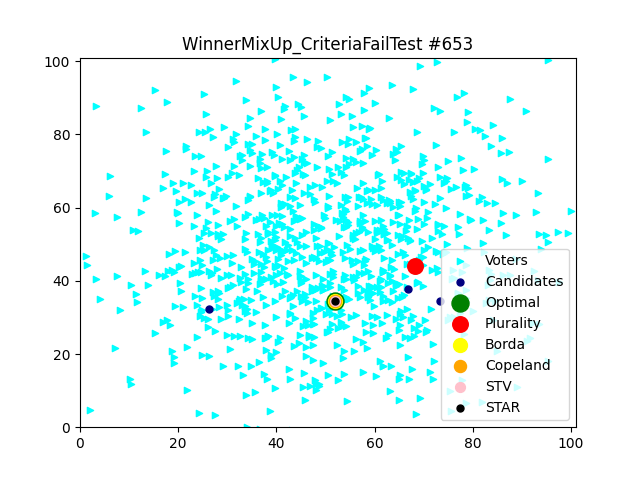 WinnerMixUp_CriteriaFailTest #653
100
80
60
40
20
0
0 20 40 60 80 100
Voters
Candidates
Optimal
Plurality
Borda
Copeland
STV
STAR